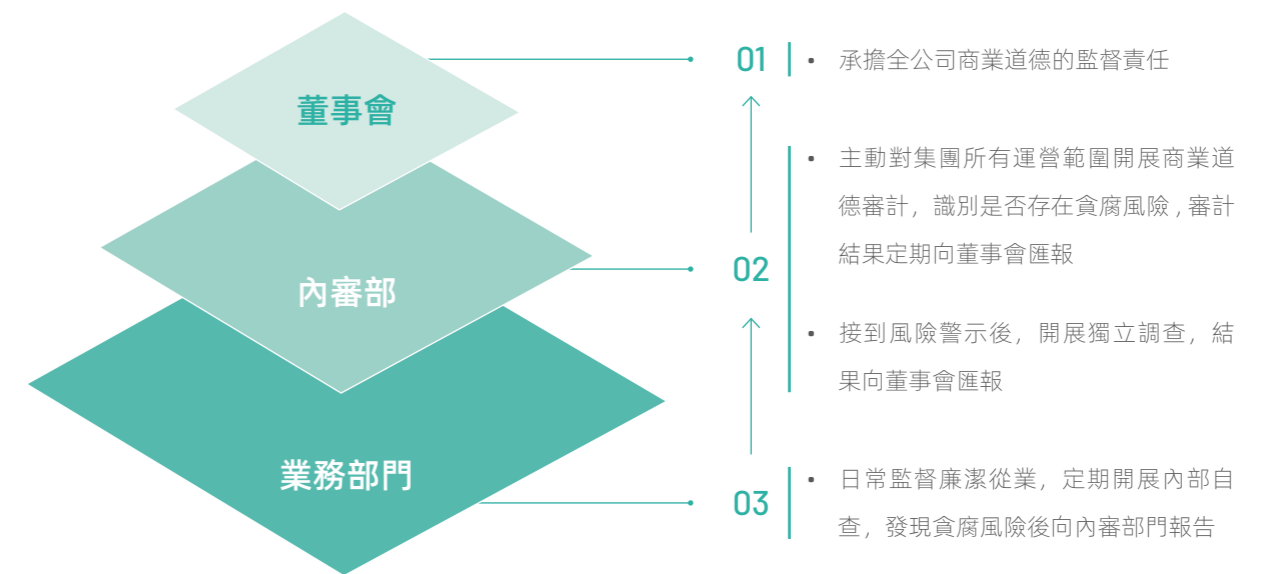 董事會
01
• 承擔全公司商業道德的監督責任
內審部
02
• 主動對集團所有運營範圍開展商業道
德審計，識別是否存在貪腐風險 , 審計
結果定期向董事會匯報
• 接到風險警示後，開展獨立調查，結
果向董事會匯報
業務部門
03
• 日常監督廉潔從業，定期開展內部自
查，發現貪腐風險後向內審部門報告